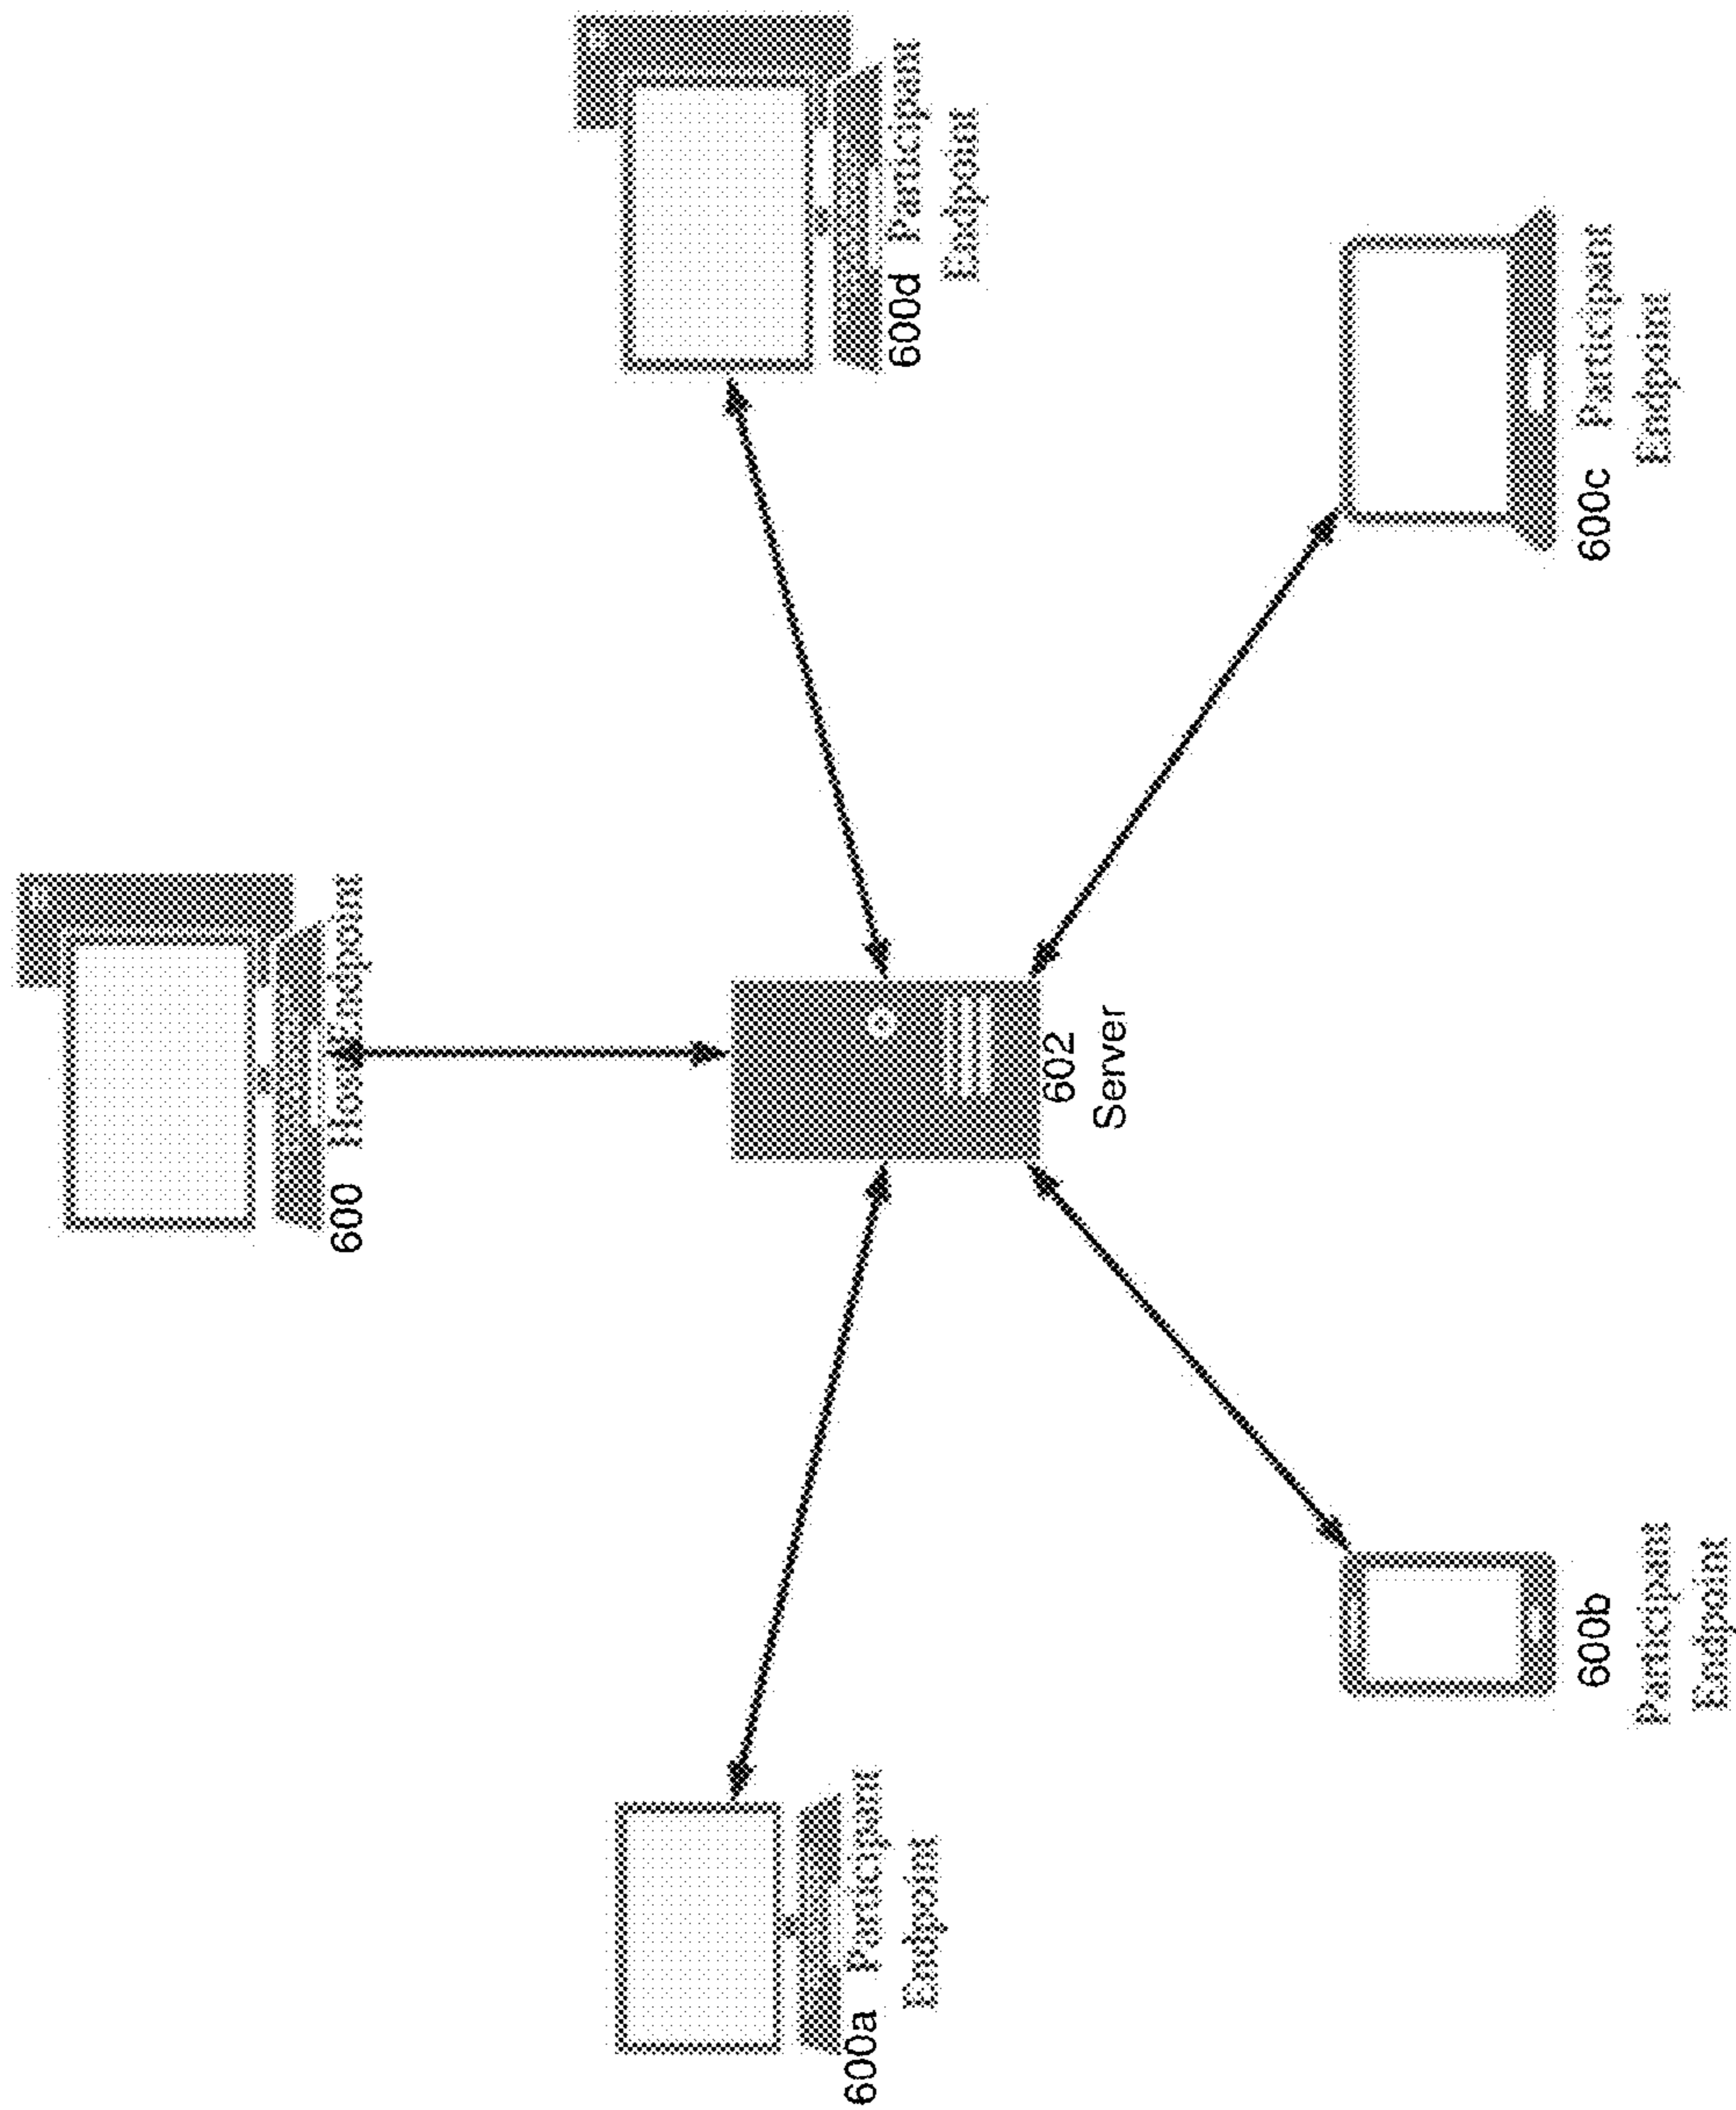 600 Host Endpoint
600a Participant
Endpoint
602
Server
600d Participant
Endpoint
600b
Participant
Endpoint
600c Participant
Endpoint